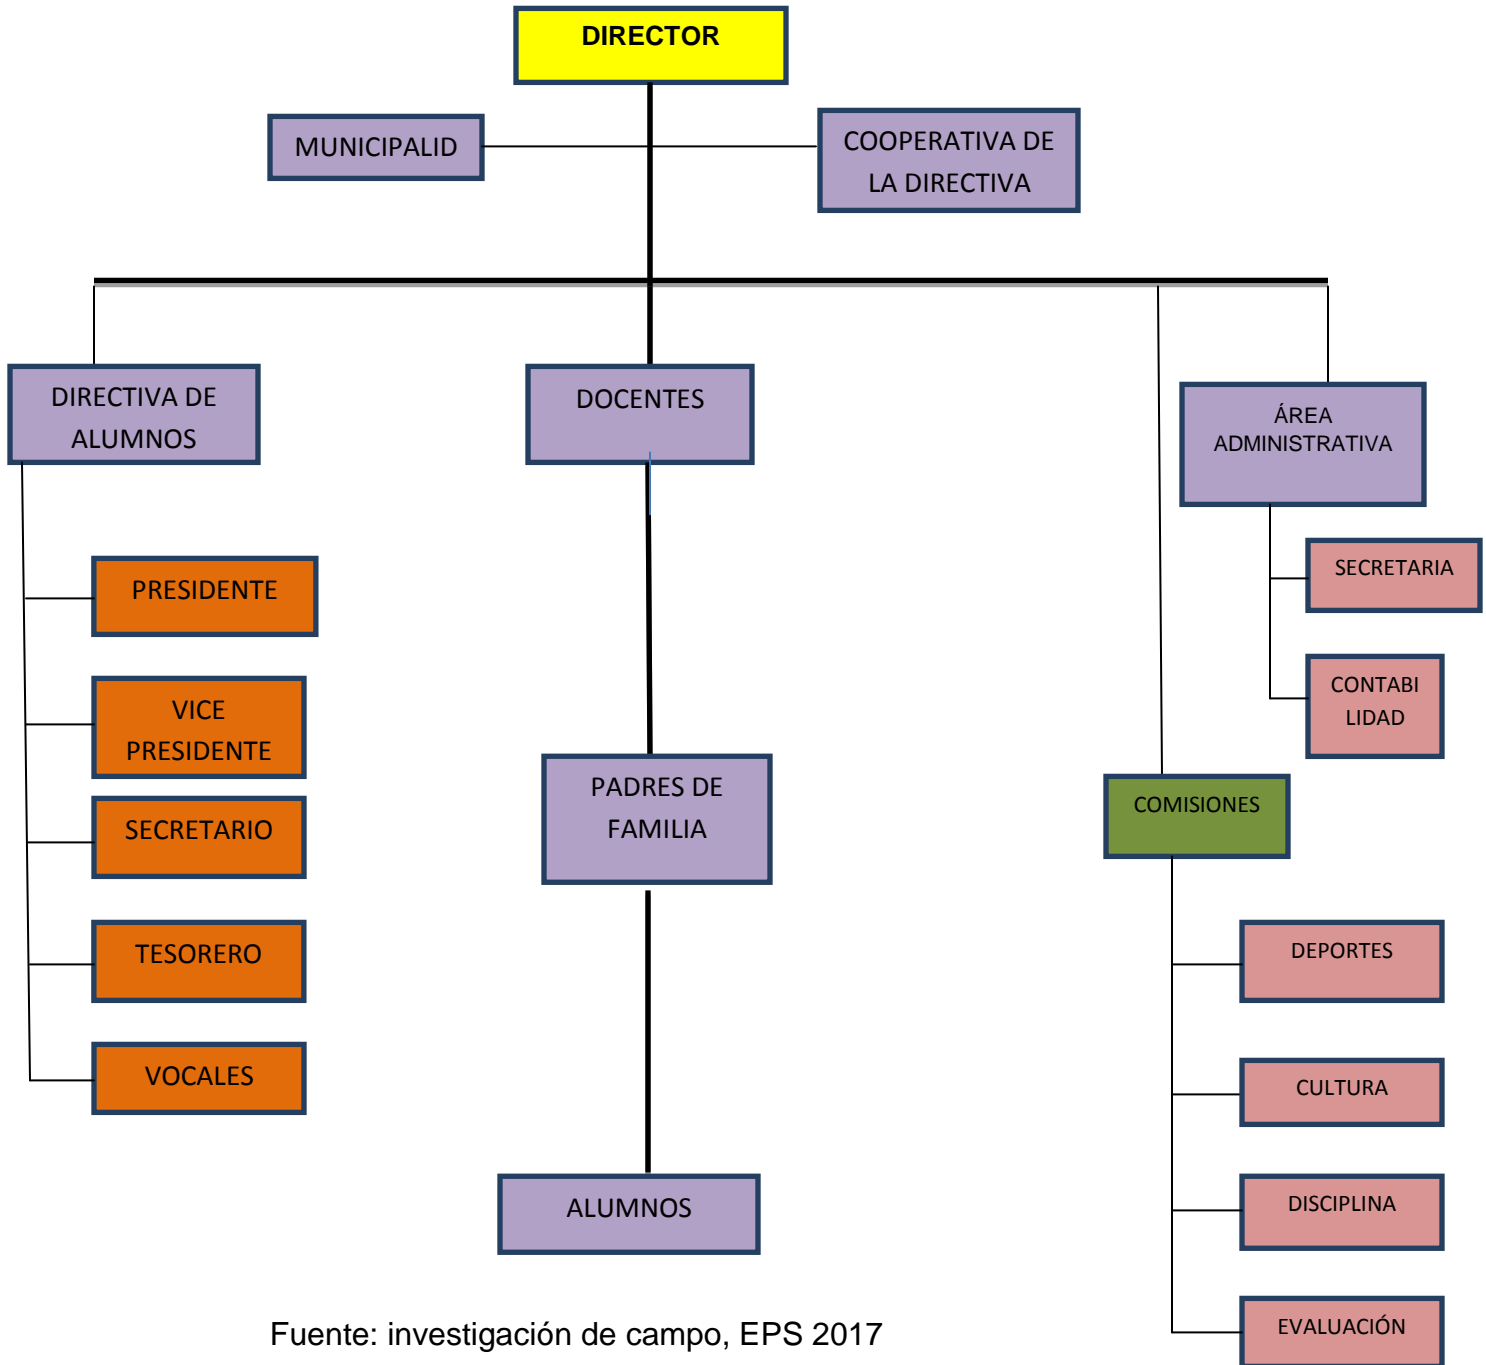 DIRECTOR
MUNICIPALID
COOPERATIVA DE
LA DIRECTIVA
DIRECTIVA DE
ALUMNOS
DOCENTES
ÁREA
ADMINISTRATIVA
SECRETARIA
CONTABI
LIDAD
PRESIDENTE
VICE
PRESIDENTE
SECRETARIO
TESORERO
VOCALES
PADRES DE
FAMILIA
ALUMNOS
COMISIONES
DEPORTES
CULTURA
DISCIPLINA
EVALUACIÓN
Fuente: investigación de campo, EPS 2017